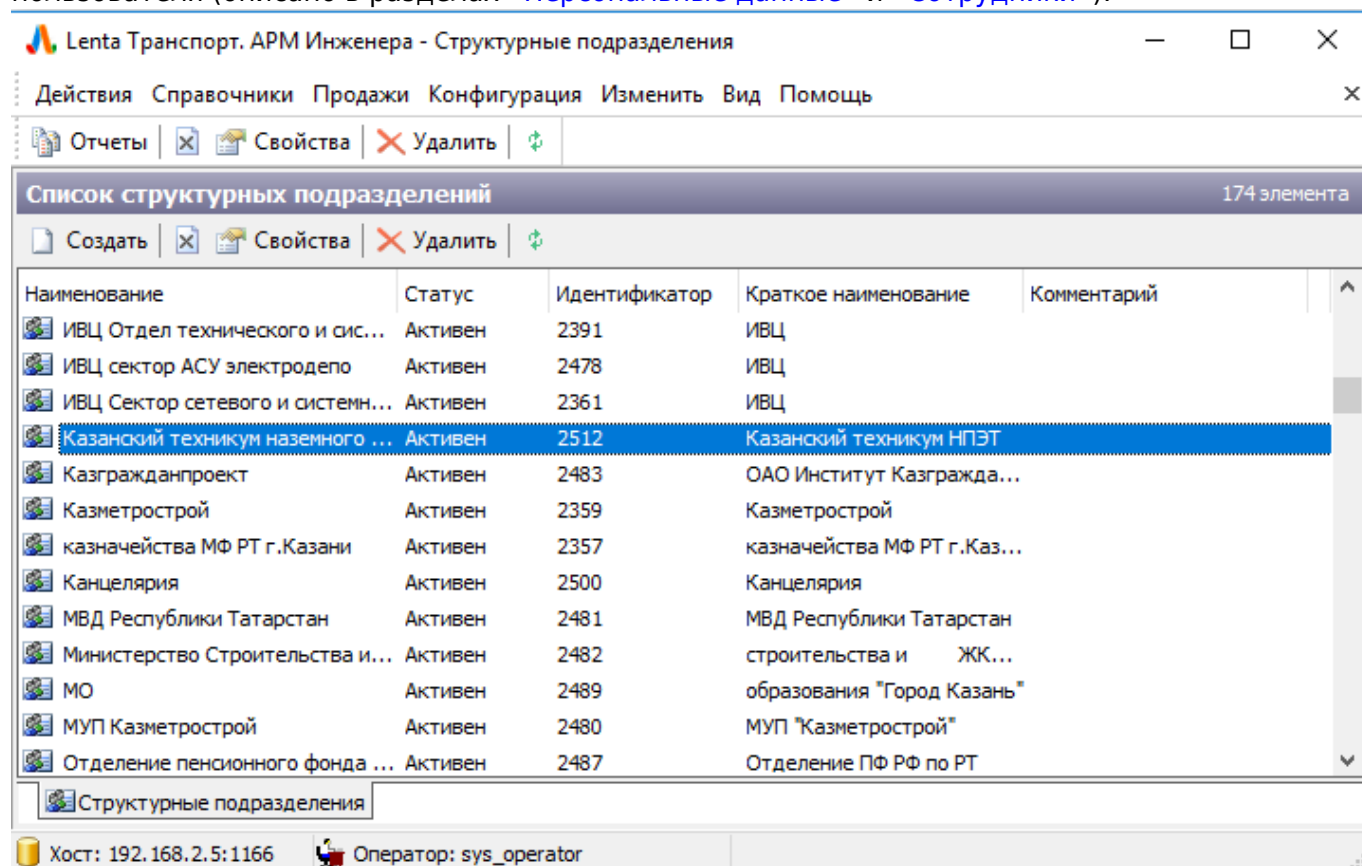 пользователя (описано в разделах "Персональные данные" и "Сотрудники").
Lenta Транспорт. АРМ Инженера - Структурные подразделения
Действия Справочники Продажи Конфигурация Изменить Вид Помощь
Отчеты Свойства Удалить
Список структурных подразделений 174 элемента
Создать Свойства Удалить
Наименование Статус Идентификатор Краткое наименование Комментарий
ИВЦ Отдел технического и сис... Активен 2391 ИВЦ
ИВЦ сектор АСУ электродепо Активен 2478 ИВЦ
ИВЦ Сектор сетевого и системн... Активен 2361 ИВЦ
Казанский техникум наземного ... Активен 2512 Казанский техникум НПЭТ
Казгражданпроект Активен 2483 ОАО Институт Казгражда...
Казметрострой Активен 2359 Казметрострой
казначейства МФ РТ г.Казани Активен 2357 казначейства МФ РТ г.Каз...
Канцелярия Активен 2500 Канцелярия
МВД Республики Татарстан Активен 2481 МВД Республики Татарстан
Министерство Строительства и... Активен 2482 строительства и ЖК...
МО Активен 2489 образования "Город Казань"
МУП Казметрострой Активен 2480 МУП "Казметрострой"
Отделение пенсионного фонда ... Активен 2487 Отделение ПФ РФ по РТ
Структурные подразделения
Хост: 192.168.2.5:1166 Оператор: sys_operator